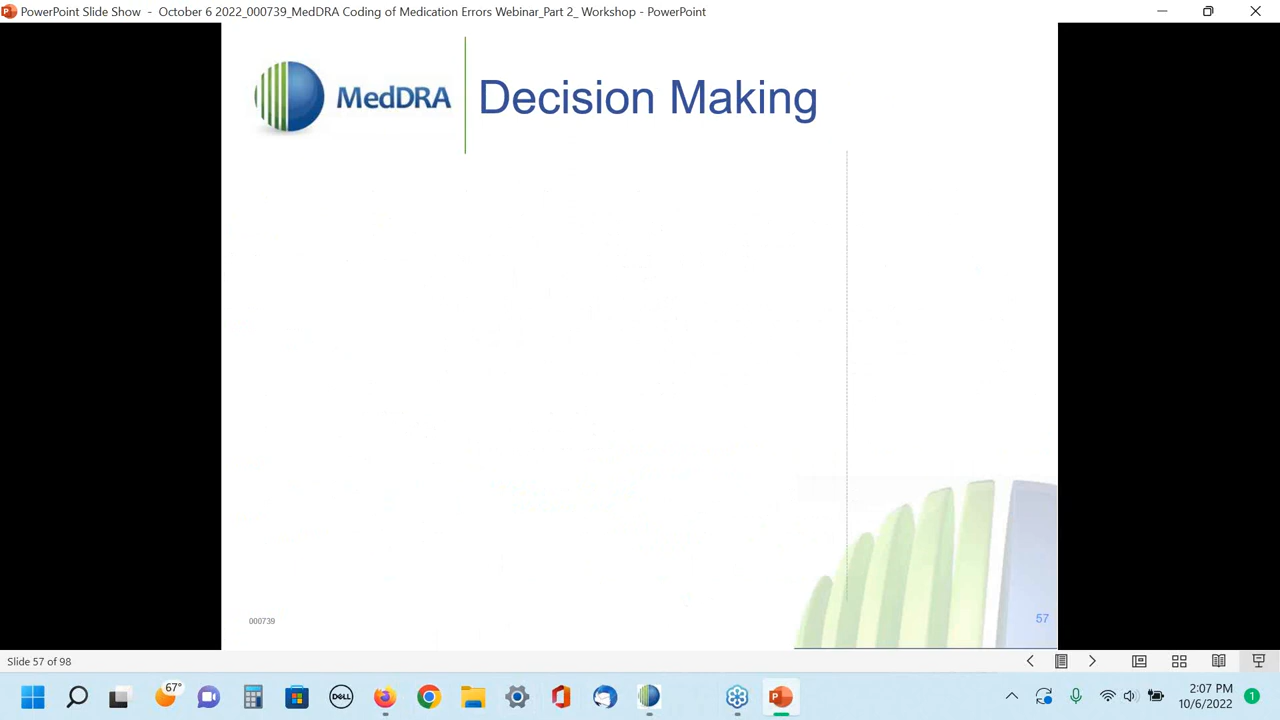 PowerPoint Slide Show - October 6 2022_000739_MedDRA Coding of Medication Errors Webinar_Part 2_ Workshop - PowerPoint
MedDRA
Decision Making
000739
57
Slide 57 of 98
67°
DELL
2:07 PM
10/6/2022
1